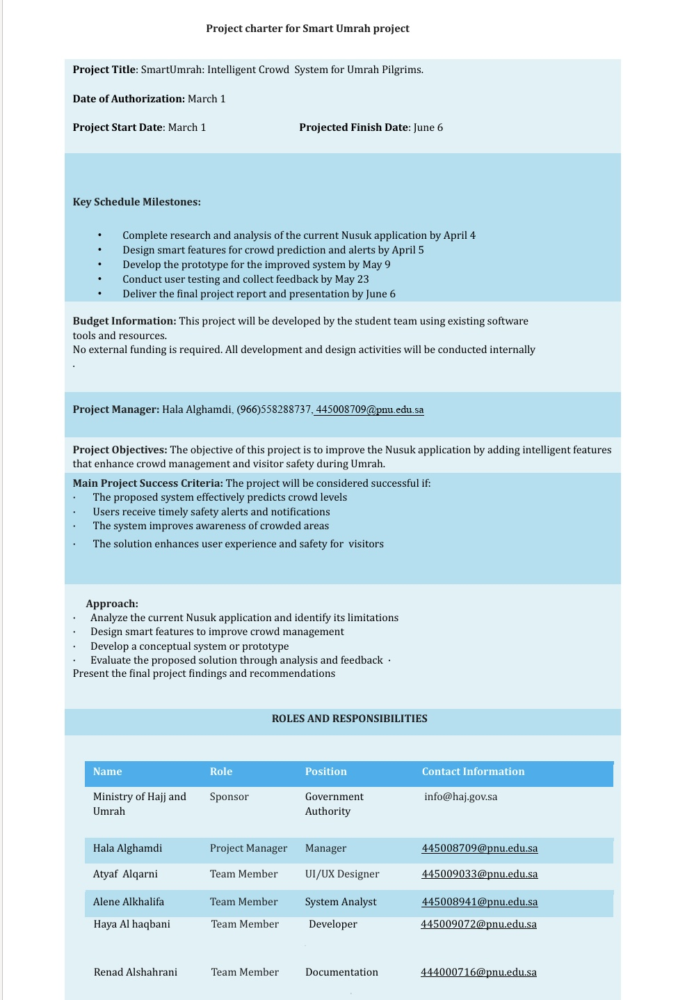 Project charter for Smart Umrah project
Project Title: SmartUmrah: Intelligent Crowd System for Umrah Pilgrims.
Date of Authorization: March 1
Project Start Date: March 1 Projected Finish Date: June 6
Key Schedule Milestones:
• Complete research and analysis of the current Nusuk application by April 4
• Design smart features for crowd prediction and alerts by April 5
• Develop the prototype for the improved system by May 9
• Conduct user testing and collect feedback by May 23
• Deliver the final project report and presentation by June 6
Budget Information: This project will be developed by the student team using existing software
tools and resources.
No external funding is required. All development and design activities will be conducted internally
.
Project Manager: Hala Alghamdi, (966)558288737, 445008709@pnu.edu.sa
Project Objectives: The objective of this project is to improve the Nusuk application by adding intelligent features
that enhance crowd management and visitor safety during Umrah.
Main Project Success Criteria: The project will be considered successful if:
· The proposed system effectively predicts crowd levels
· Users receive timely safety alerts and notifications
· The system improves awareness of crowded areas
· The solution enhances user experience and safety for visitors
Approach:
· Analyze the current Nusuk application and identify its limitations
· Design smart features to improve crowd management
· Develop a conceptual system or prototype
· Evaluate the proposed solution through analysis and feedback ·
Present the final project findings and recommendations
ROLES AND RESPONSIBILITIES
Name Role Position Contact Information
Ministry of Hajj and Sponsor Government info@haj.gov.sa
Umrah Authority
Hala Alghamdi Project Manager Manager 445008709@pnu.edu.sa
Atyaf Alqarni Team Member UI/UX Designer 445009033@pnu.edu.sa
Alene Alkhalifa Team Member System Analyst 445008941@pnu.edu.sa
Haya Al haqbani Team Member Developer 445009072@pnu.edu.sa
Renad Alshahrani Team Member Documentation 444000716@pnu.edu.sa